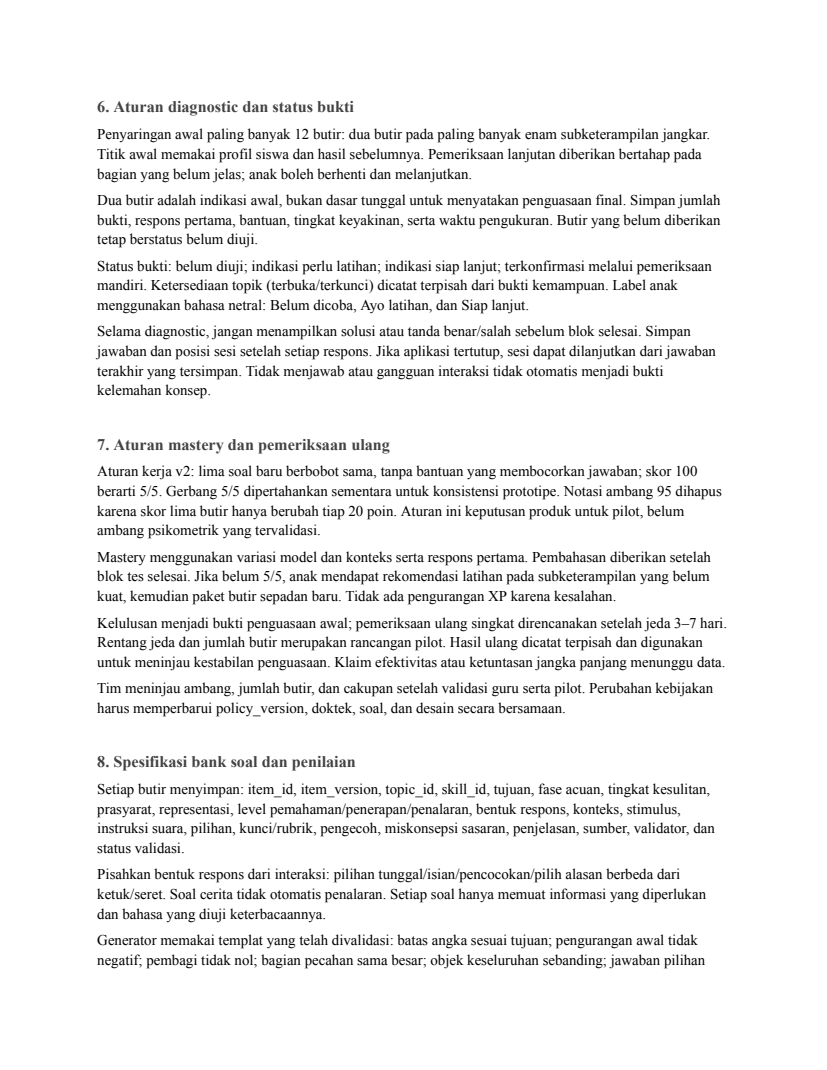 6. Aturan diagnostic dan status bukti
Penyaringan awal paling banyak 12 butir: dua butir pada paling banyak enam subketerampilan jangkar.
Titik awal memakai profil siswa dan hasil sebelumnya. Pemeriksaan lanjutan diberikan bertahap pada
bagian yang belum jelas; anak boleh berhenti dan melanjutkan.
Dua butir adalah indikasi awal, bukan dasar tunggal untuk menyatakan penguasaan final. Simpan jumlah
bukti, respons pertama, bantuan, tingkat keyakinan, serta waktu pengukuran. Butir yang belum diberikan
tetap berstatus belum diuji.
Status bukti: belum diuji; indikasi perlu latihan; indikasi siap lanjut; terkonfirmasi melalui pemeriksaan
mandiri. Ketersediaan topik (terbuka/terkunci) dicatat terpisah dari bukti kemampuan. Label anak
menggunakan bahasa netral: Belum dicoba, Ayo latihan, dan Siap lanjut.
Selama diagnostic, jangan menampilkan solusi atau tanda benar/salah sebelum blok selesai. Simpan
jawaban dan posisi sesi setelah setiap respons. Jika aplikasi tertutup, sesi dapat dilanjutkan dari jawaban
terakhir yang tersimpan. Tidak menjawab atau gangguan interaksi tidak otomatis menjadi bukti
kelemahan konsep.
7. Aturan mastery dan pemeriksaan ulang
Aturan kerja v2: lima soal baru berbobot sama, tanpa bantuan yang membocorkan jawaban; skor 100
berarti 5/5. Gerbang 5/5 dipertahankan sementara untuk konsistensi prototipe. Notasi ambang 95 dihapus
karena skor lima butir hanya berubah tiap 20 poin. Aturan ini keputusan produk untuk pilot, belum
ambang psikometrik yang tervalidasi.
Mastery menggunakan variasi model dan konteks serta respons pertama. Pembahasan diberikan setelah
blok tes selesai. Jika belum 5/5, anak mendapat rekomendasi latihan pada subketerampilan yang belum
kuat, kemudian paket butir sepadan baru. Tidak ada pengurangan XP karena kesalahan.
Kelulusan menjadi bukti penguasaan awal; pemeriksaan ulang singkat direncanakan setelah jeda 3–7 hari.
Rentang jeda dan jumlah butir merupakan rancangan pilot. Hasil ulang dicatat terpisah dan digunakan
untuk meninjau kestabilan penguasaan. Klaim efektivitas atau ketuntasan jangka panjang menunggu data.
Tim meninjau ambang, jumlah butir, dan cakupan setelah validasi guru serta pilot. Perubahan kebijakan
harus memperbarui policy_version, doktek, soal, dan desain secara bersamaan.
8. Spesifikasi bank soal dan penilaian
Setiap butir menyimpan: item_id, item_version, topic_id, skill_id, tujuan, fase acuan, tingkat kesulitan,
prasyarat, representasi, level pemahaman/penerapan/penalaran, bentuk respons, konteks, stimulus,
instruksi suara, pilihan, kunci/rubrik, pengecoh, miskonsepsi sasaran, penjelasan, sumber, validator, dan
status validasi.
Pisahkan bentuk respons dari interaksi: pilihan tunggal/isian/pencocokan/pilih alasan berbeda dari
ketuk/seret. Soal cerita tidak otomatis penalaran. Setiap soal hanya memuat informasi yang diperlukan
dan bahasa yang diuji keterbacaannya.
Generator memakai templat yang telah divalidasi: batas angka sesuai tujuan; pengurangan awal tidak
negatif; pembagi tidak nol; bagian pecahan sama besar; objek keseluruhan sebanding; jawaban pilihan